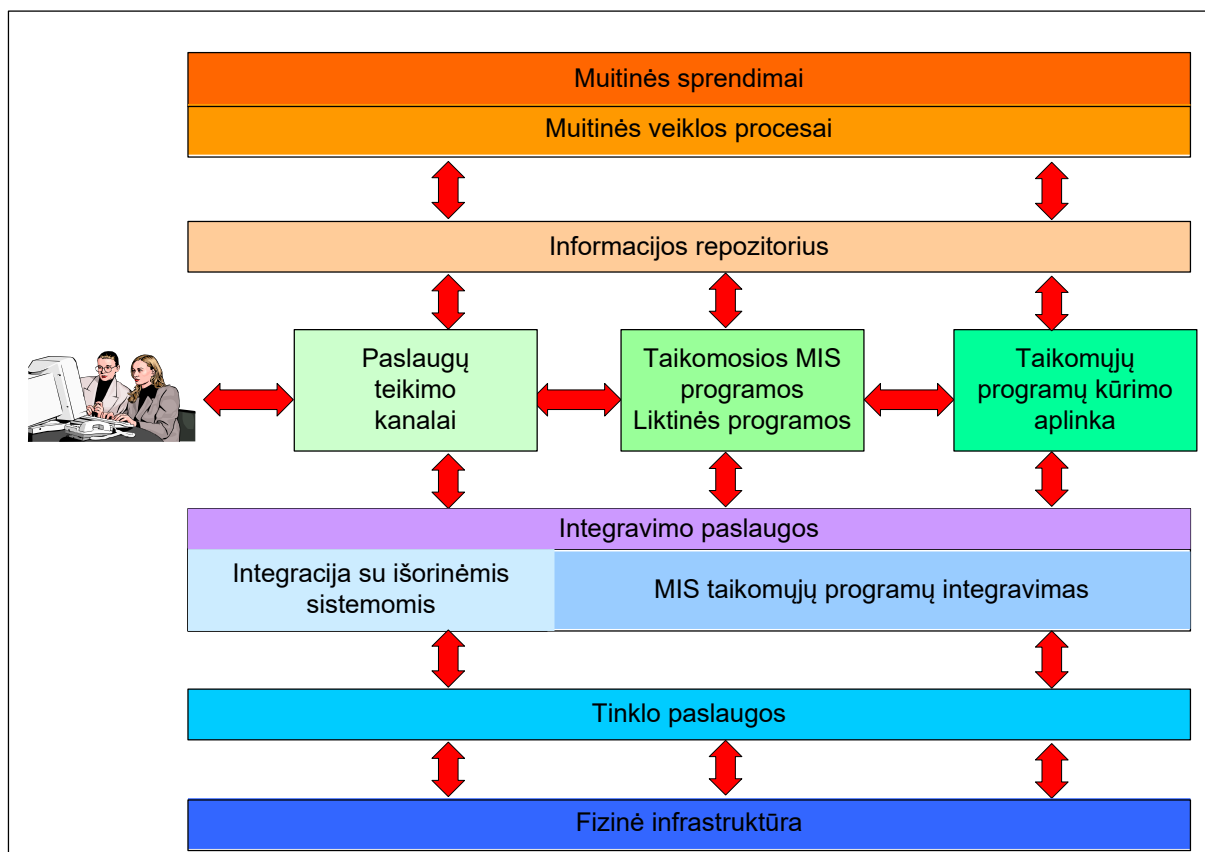 Muitinės sprendimai
Muitinės veiklos procesai
Informacijos repozitorius
Paslaugų
teikimo
kanalai
Taikomosios MIS
programos
Liktinės programos
Taikomųjų
programų kūrimo
aplinka
Integravimo paslaugos
Integracija su išorinėmis
sistemomis
MIS taikomųjų programų integravimas
Tinklo paslaugos
Fizinė infrastruktūra